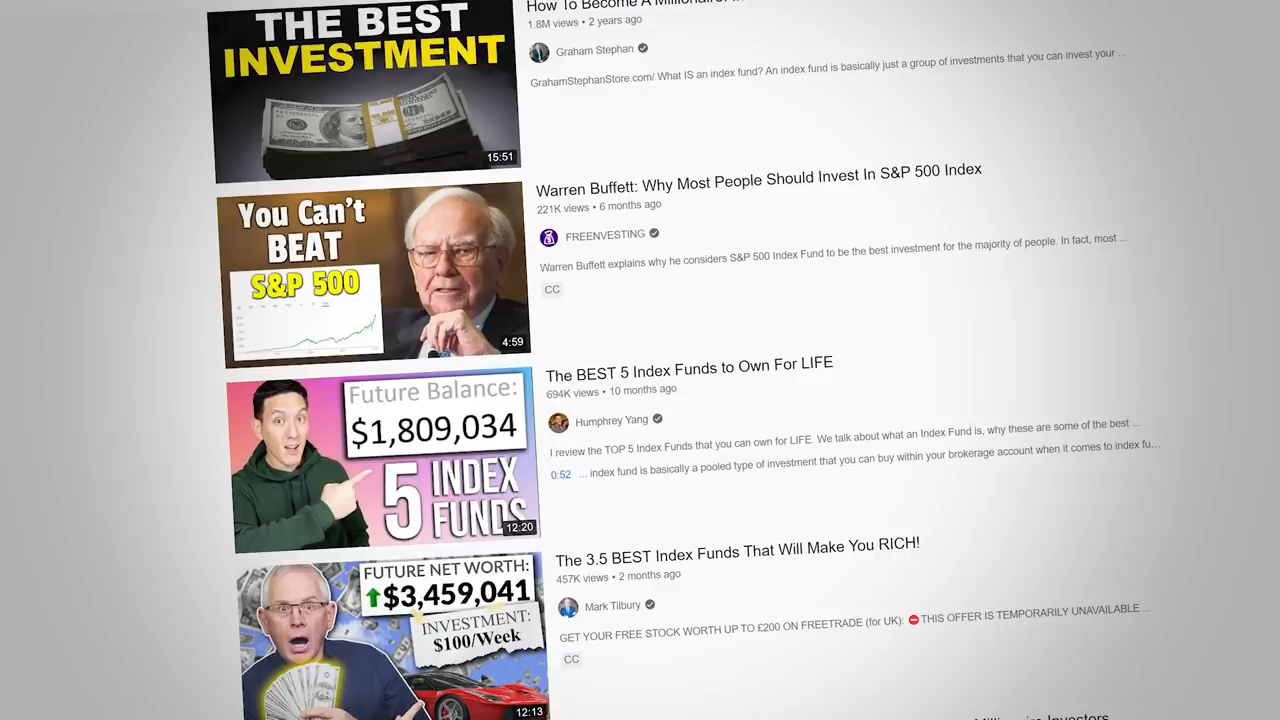 THE BEST
INVESTMENT
15:51
How To Become A Millionaire:
1.8M views • 2 years ago
Graham Stephan
GrahamStephanStore.com/ What IS an index fund? An index fund is basically just a group of investments that you can invest your ...
You Can't
BEAT
S&P 500
4:59
Warren Buffett: Why Most People Should Invest In S&P 500 Index
221K views • 6 months ago
FREENVESTING
Warren Buffett explains why he considers S&P 500 Index Fund to be the best investment for the majority of people. In fact, most ...
CC
Future Balance:
$1,809,034
5 INDEX
FUNDS
12:20
The BEST 5 Index Funds to Own For LIFE
694K views • 10 months ago
Humphrey Yang
I review the TOP 5 Index Funds that you can own for LIFE. We talk about what an Index Fund is, why these are some of the best ...
0:52 ... index fund is basically a pooled type of investment that you can buy within your brokerage account when it comes to index fu...
FUTURE NET WORTH:
$3,459,041
INVESTMENT:
$100/Week
12:13
The 3.5 BEST Index Funds That Will Make You RICH!
457K views • 2 months ago
Mark Tilbury
GET YOUR FREE STOCK WORTH UP TO £200 ON FREETRADE (for UK): ⛔ THIS OFFER IS TEMPORARILY UNAVAILABLE ...
CC
Investors